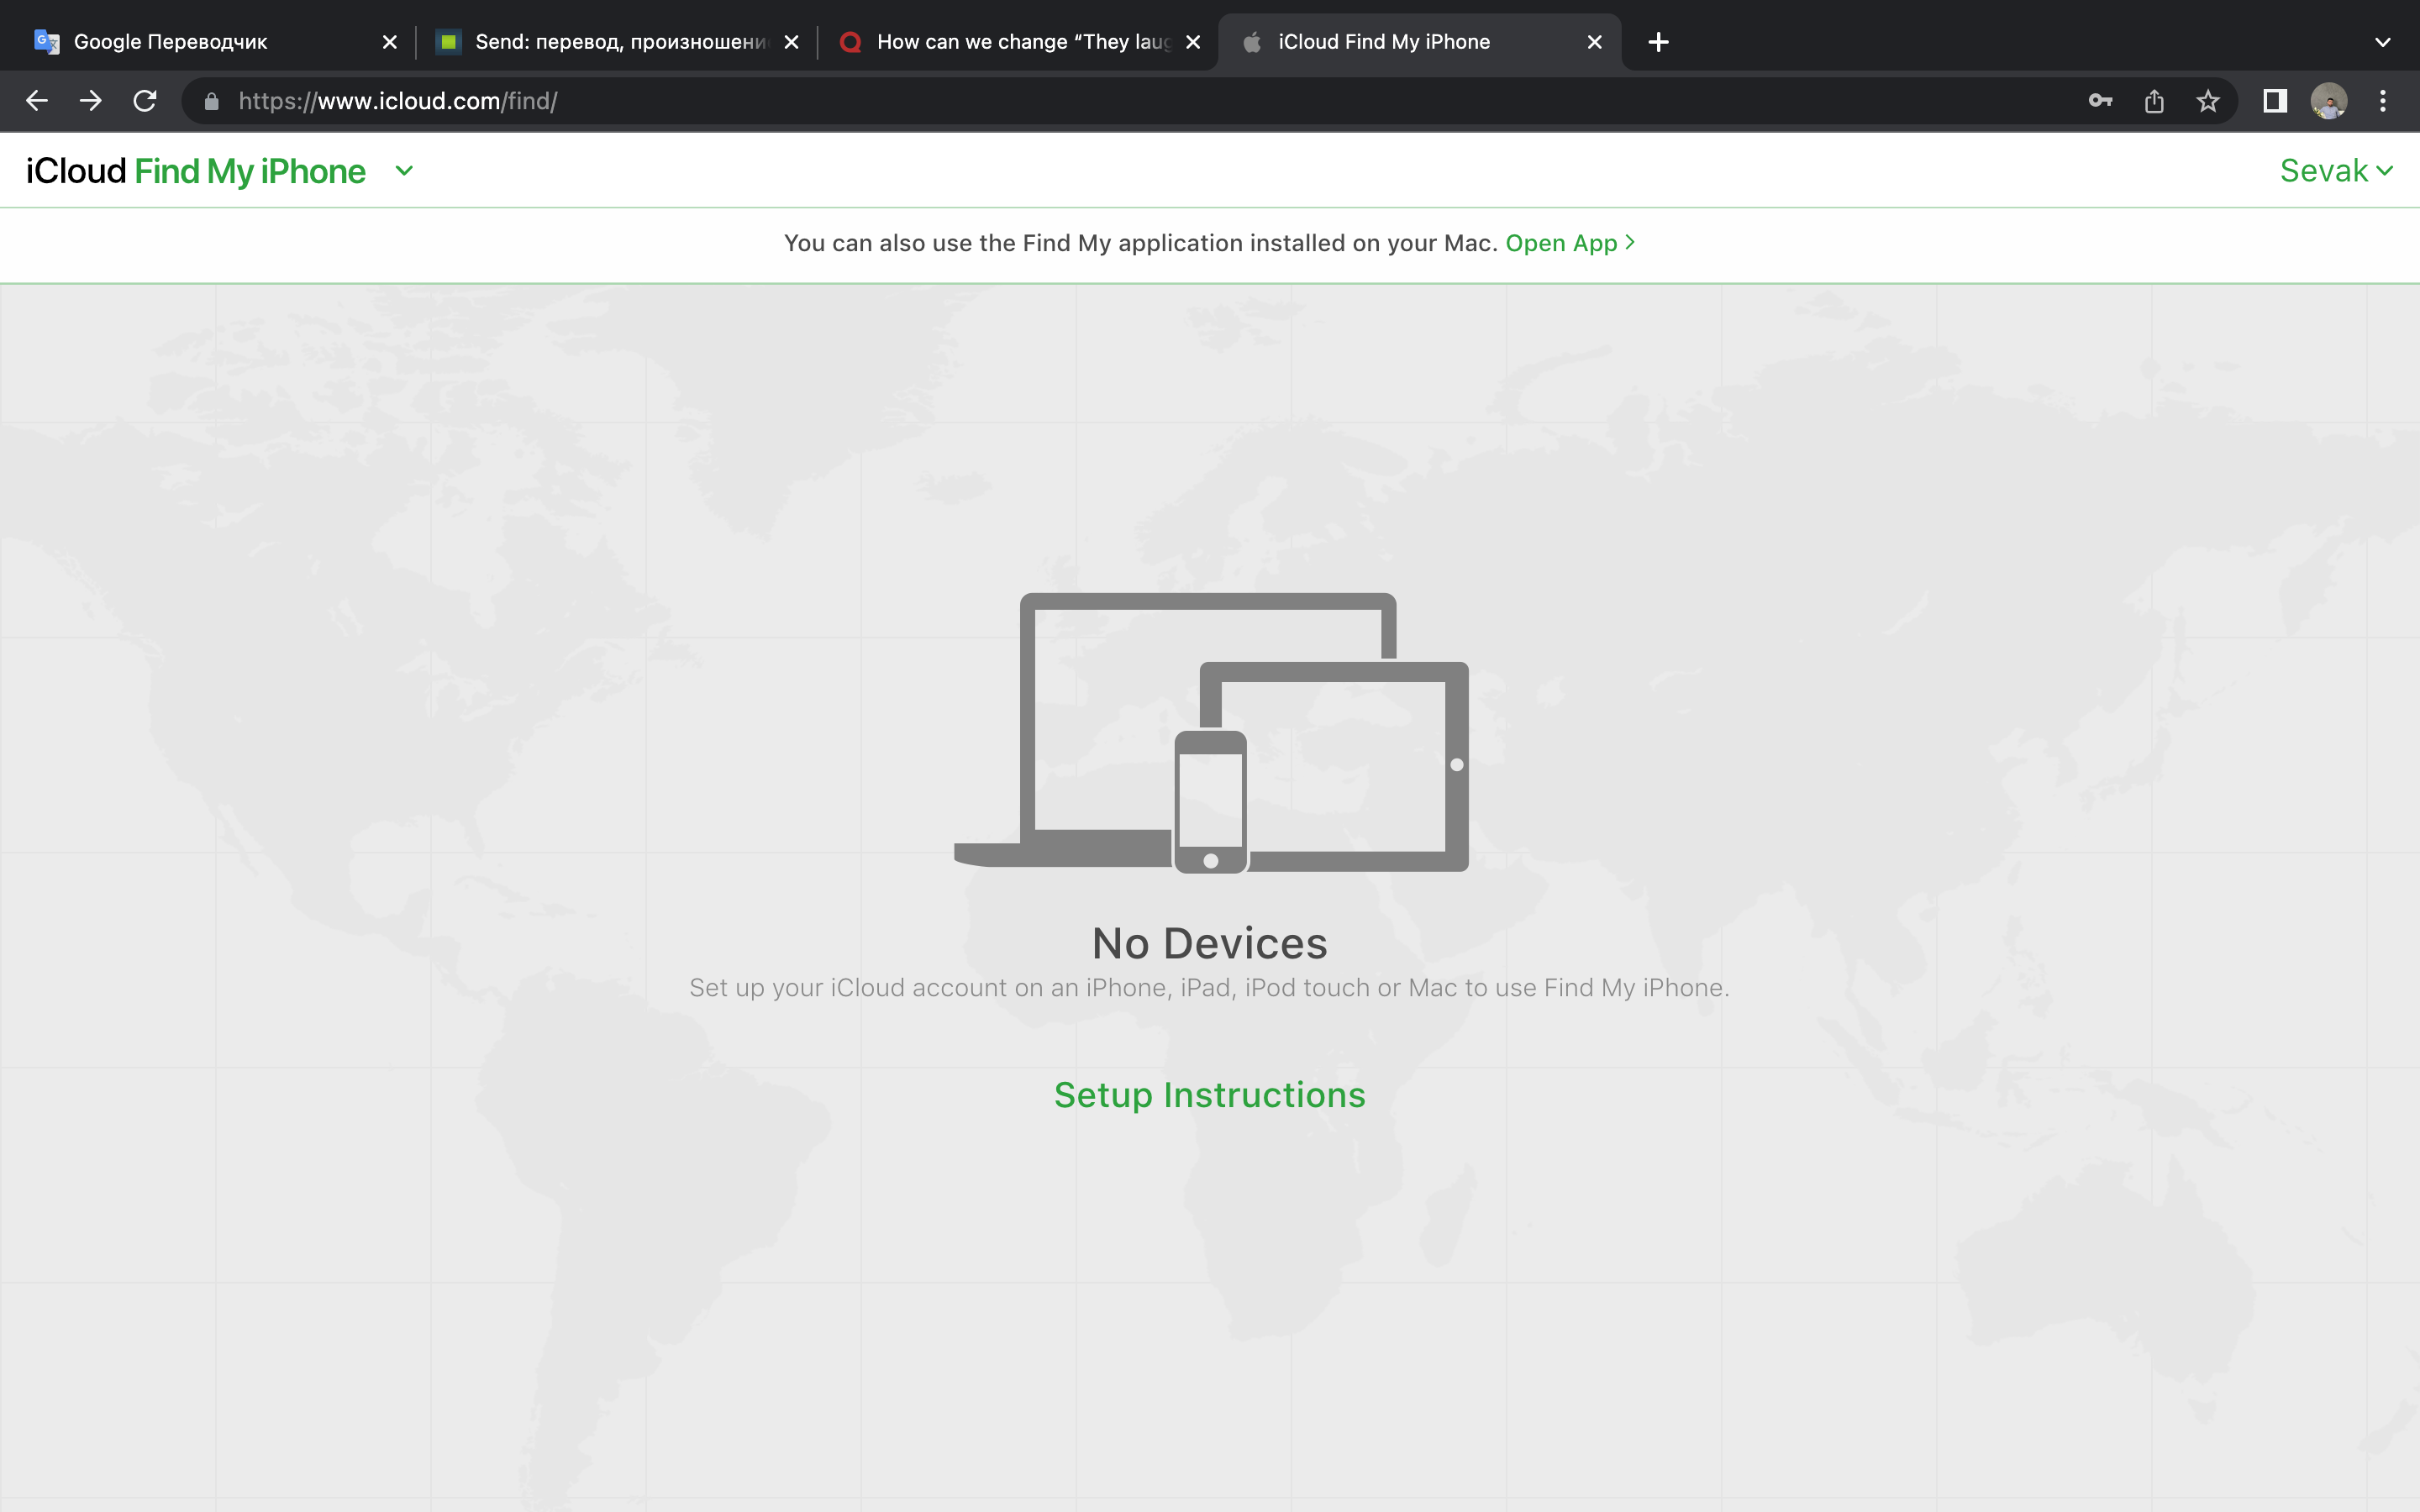 Google Переводчик
Send: перевод, произношени
How can we change “They laug
iCloud Find My iPhone
https://www.icloud.com/find/
iCloud Find My iPhone
Sevak
You can also use the Find My application installed on your Mac. Open App
No Devices
Set up your iCloud account on an iPhone, iPad, iPod touch or Mac to use Find My iPhone.
Setup Instructions